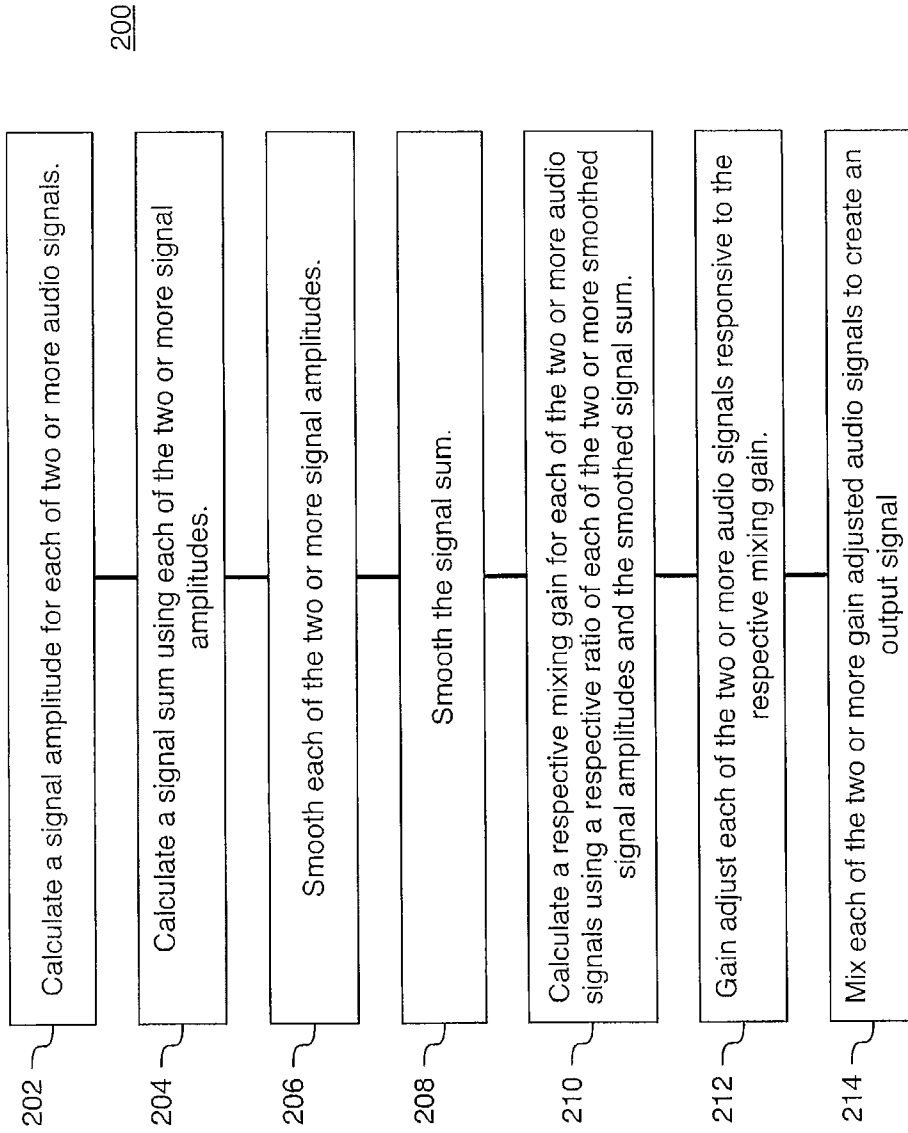 200
202
Calculate a signal amplitude for each of two or more audio signals.
204
Calculate a signal sum using each of the two or more signal
amplitudes.
206
Smooth each of the two or more signal amplitudes.
208
Smooth the signal sum.
210
Calculate a respective mixing gain for each of the two or more audio
signals using a respective ratio of each of the two or more smoothed
signal amplitudes and the smoothed signal sum.
212
Gain adjust each of the two or more audio signals responsive to the
respective mixing gain.
214
Mix each of the two or more gain adjusted audio signals to create an
output signal